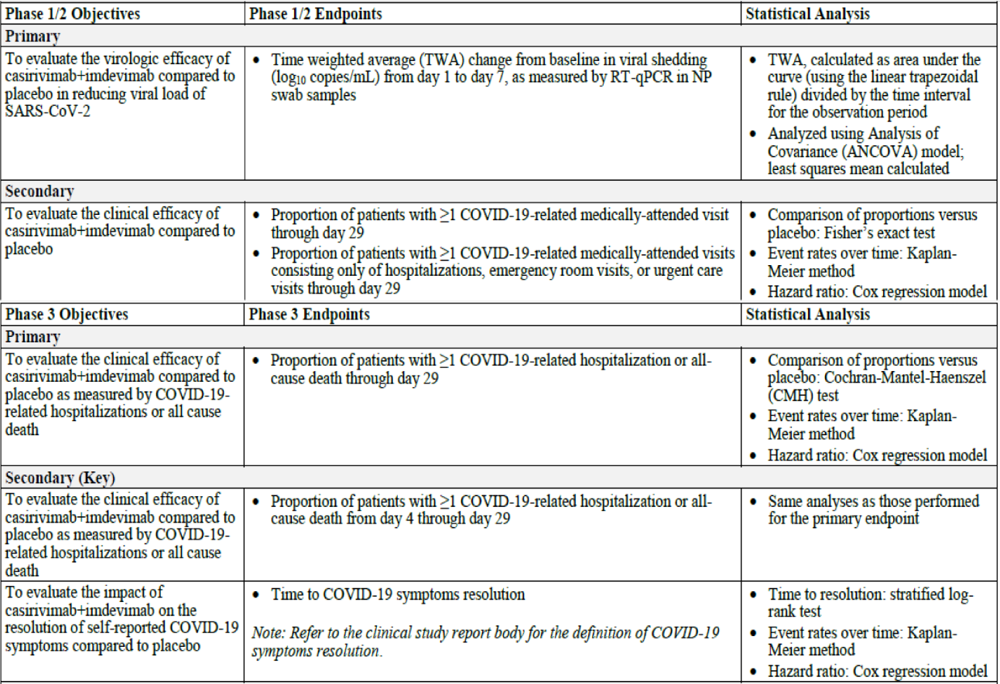 Phase 1/2 Objectives
Phase 1/2 Endpoints
Statistical Analysis
Primary
To evaluate the virologic efficacy of
casirivimab+imdevimab compared to
placebo in reducing viral load of
SARS-CoV-2
• Time weighted average (TWA) change from baseline in viral shedding
(log10 copies/mL) from day 1 to day 7, as measured by RT-qPCR in NP
swab samples
• TWA, calculated as area under the
curve (using the linear trapezoidal
rule) divided by the time interval
for the observation period
• Analyzed using Analysis of
Covariance (ANCOVA) model;
least squares mean calculated
Secondary
To evaluate the clinical efficacy of
casirivimab+imdevimab compared to
placebo
• Proportion of patients with ≥1 COVID-19-related medically-attended visit
through day 29
• Proportion of patients with ≥1 COVID-19-related medically-attended visits
consisting only of hospitalizations, emergency room visits, or urgent care
visits through day 29
• Comparison of proportions versus
placebo: Fisher's exact test
• Event rates over time: Kaplan-
Meier method
• Hazard ratio: Cox regression model
Phase 3 Objectives
Phase 3 Endpoints
Statistical Analysis
Primary
To evaluate the clinical efficacy of
casirivimab+imdevimab compared to
placebo as measured by COVID-19-
related hospitalizations or all cause
death
• Proportion of patients with ≥1 COVID-19-related hospitalization or all-
cause death through day 29
• Comparison of proportions versus
placebo: Cochran-Mantel-Haenszel
(CMH) test
• Event rates over time: Kaplan-
Meier method
• Hazard ratio: Cox regression model
Secondary (Key)
To evaluate the clinical efficacy of
casirivimab+imdevimab compared to
placebo as measured by COVID-19-
related hospitalizations or all cause
death
• Proportion of patients with ≥1 COVID-19-related hospitalization or all-
cause death from day 4 through day 29
• Same analyses as those performed
for the primary endpoint
To evaluate the impact of
casirivimab+imdevimab on the
resolution of self-reported COVID-19
symptoms compared to placebo
• Time to COVID-19 symptoms resolution
Note: Refer to the clinical study report body for the definition of COVID-19
symptoms resolution.
• Time to resolution: stratified log-
rank test
• Event rates over time: Kaplan-
Meier method
• Hazard ratio: Cox regression model